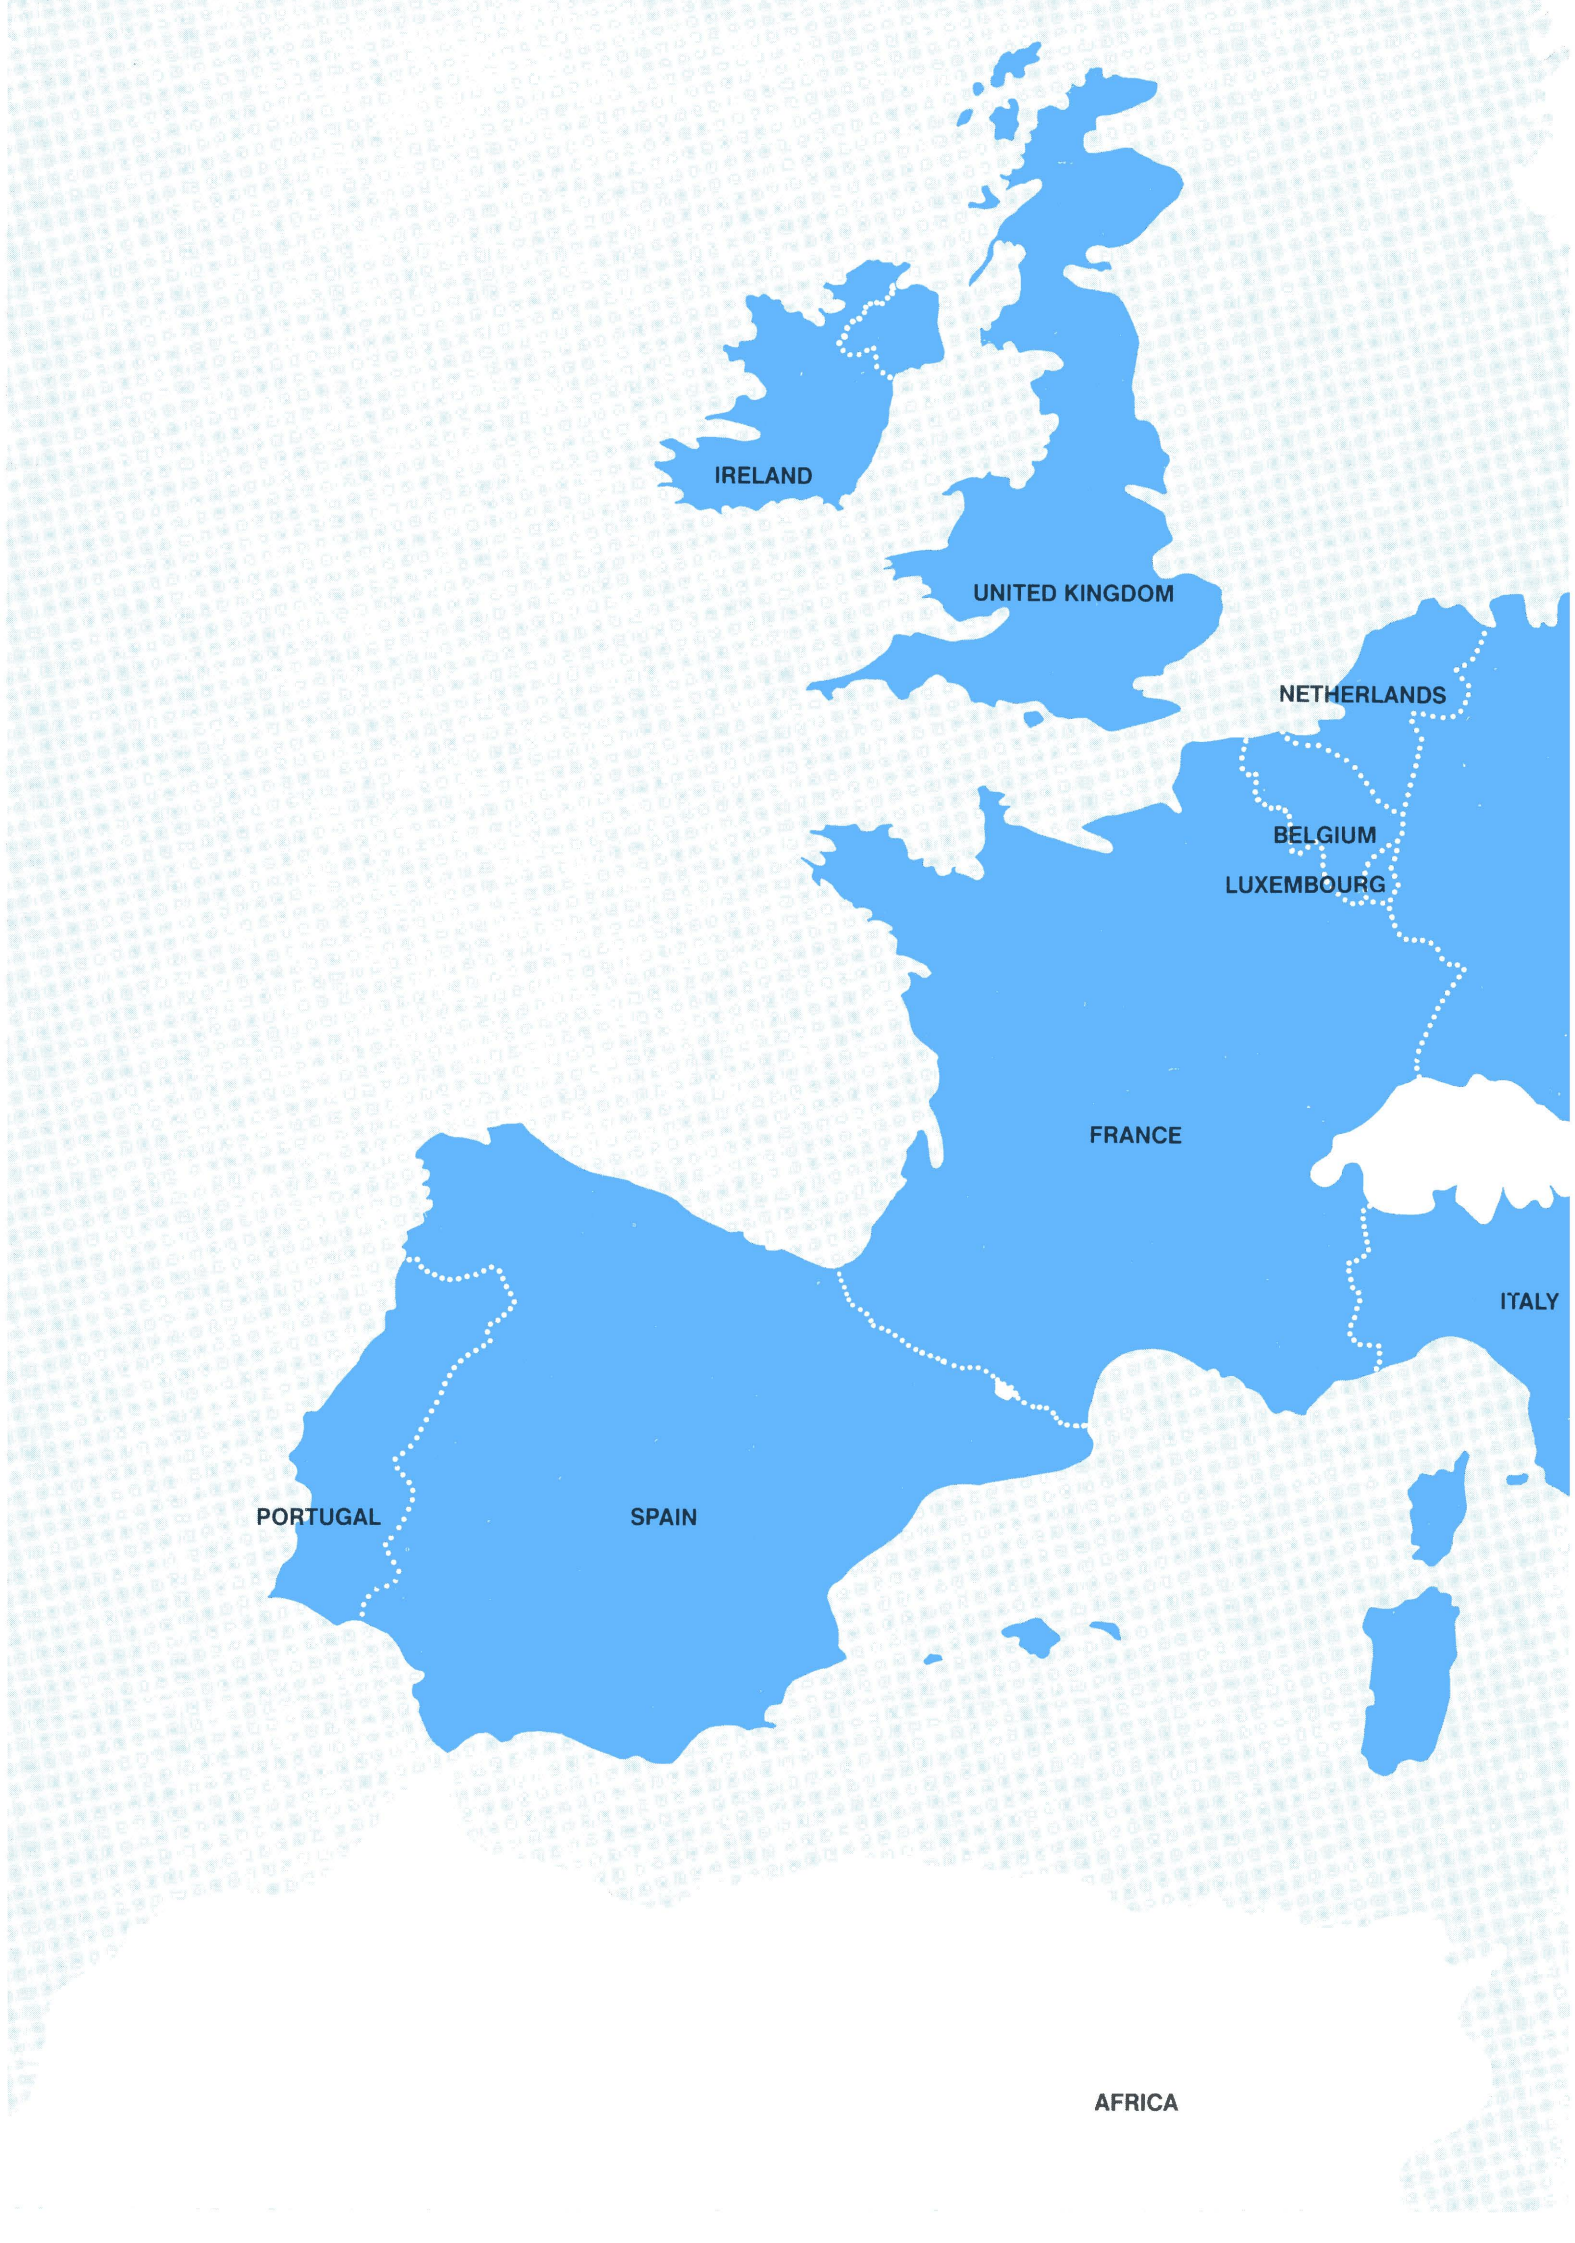 IRELAND
UNITED KINGDOM
NETHERLANDS
BELGIUM
LUXEMBOURG
FRANCE
ITALY
PORTUGAL
SPAIN
AFRICA